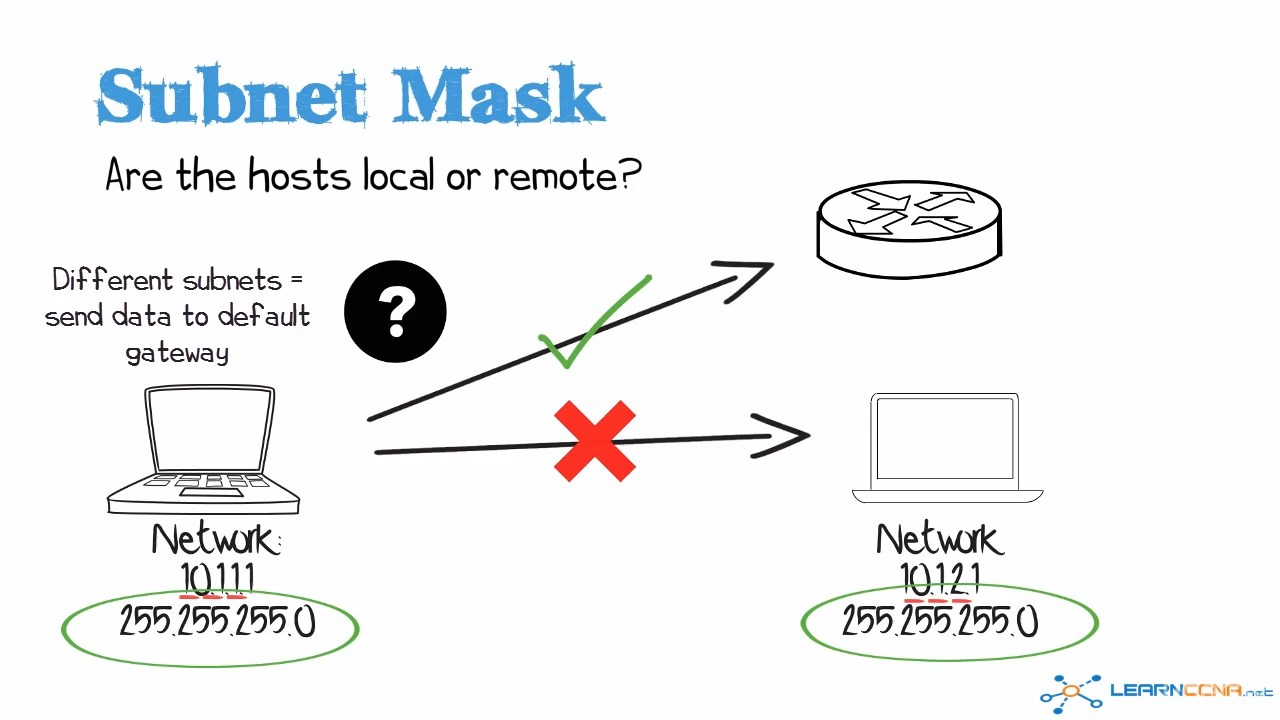 Subnet Mask
Are the hosts local or remote?
Different subnets =
send data to default
gateway
?
Network:
10.1.1.1
255.255.255.0
Network
10.1.2.1
255.255.255.0
LEARNCCNA.net